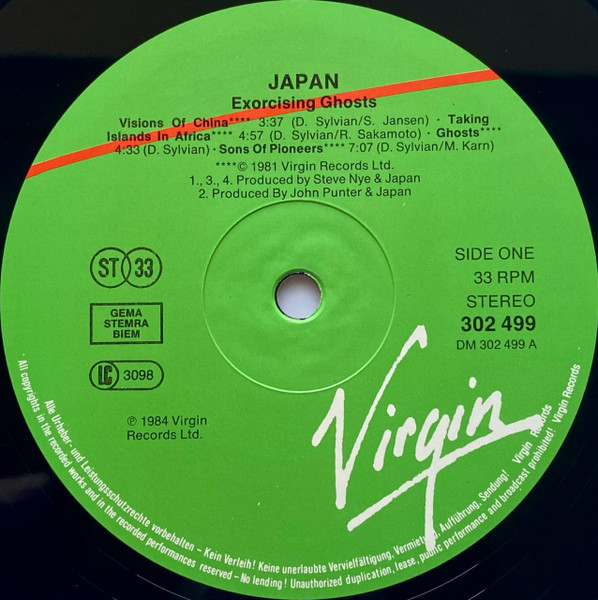 JAPAN
Exorcising Ghosts
Visions Of China**** 3:37 (D. Sylvian/S. Jansen) · Taking
Islands In Africa**** 4:57 (D. Sylvian/R. Sakamoto) · Ghosts****
4:33 (D. Sylvian) · Sons Of Pioneers**** 7:07 (D. Sylvian/M. Karn)
****© 1981 Virgin Records Ltd.
1., 3., 4. Produced by Steve Nye & Japan
2. Produced By John Punter & Japan
ST 33
GEMA
STEMRA
BIEM
LC 3098
℗ 1984 Virgin
Records Ltd.
SIDE ONE
33 RPM
STEREO
302 499
DM 302 499 A
Virgin
Alle Urheber- und Leistungsschutzrechte vorbehalten – Kein Verleih! Keine unerlaubte Vervielfältigung, Vermietung, Aufführung, Sendung! Virgin Records
All copyrights in the recorded works and in the recorded performances reserved – No lending! Unauthorized duplication, lease, public performance and broadcast prohibited! Virgin Records